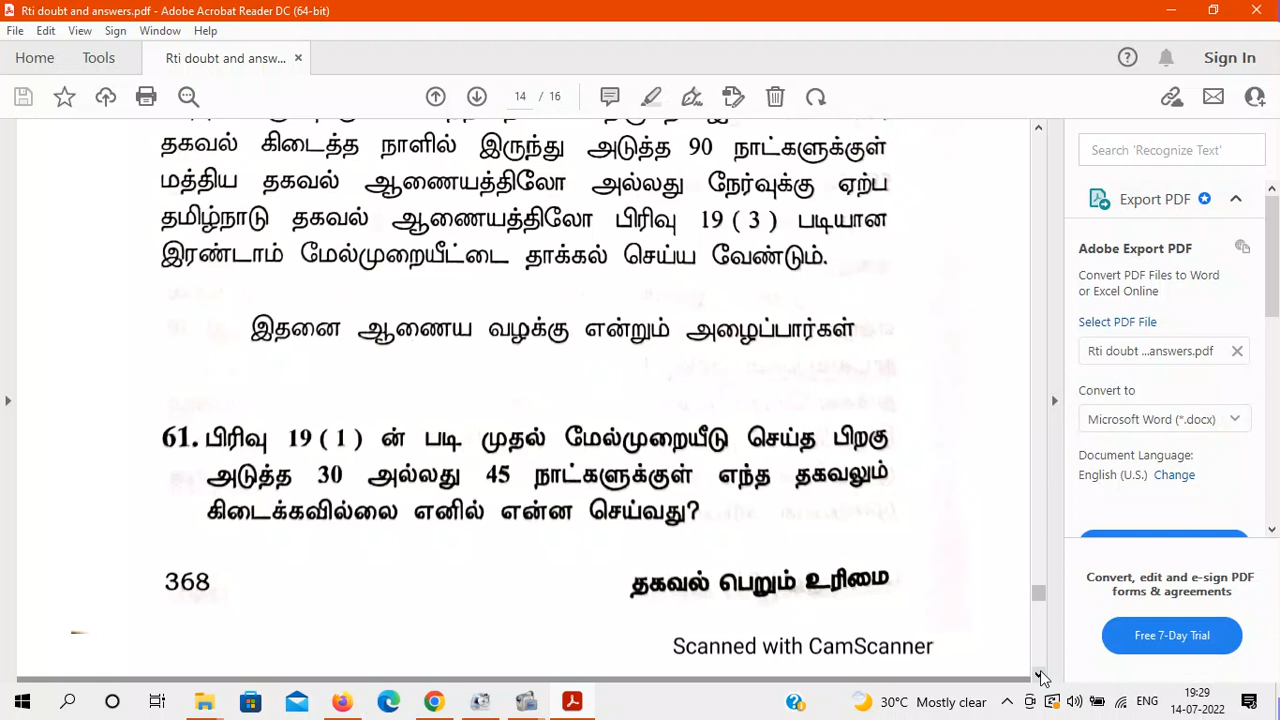 Rti doubt and answers.pdf - Adobe Acrobat Reader DC (64-bit)
File Edit View Sign Window Help
Home Tools Rti doubt and answ... × Sign In
14 / 16
தகவல் கிடைத்த நாளில் இருந்து அடுத்த 90 நாட்களுக்குள்
மத்திய தகவல் ஆணையத்திலோ அல்லது நேர்வுக்கு ஏற்ப
தமிழ்நாடு தகவல் ஆணையத்திலோ பிரிவு 19 ( 3 ) படியான
இரண்டாம் மேல்முறையீட்டை தாக்கல் செய்ய வேண்டும்.
இதனை ஆணைய வழக்கு என்றும் அழைப்பார்கள்
61. பிரிவு 19 ( 1 ) ன் படி முதல் மேல்முறையீடு செய்த பிறகு
அடுத்த 30 அல்லது 45 நாட்களுக்குள் எந்த தகவலும்
கிடைக்கவில்லை எனில் என்ன செய்வது?
368 தகவல் பெறும் உரிமை
Scanned with CamScanner
Search 'Recognize Text'
Export PDF
Adobe Export PDF
Convert PDF Files to Word
or Excel Online
Select PDF File
Rti doubt ...answers.pdf
Convert to
Microsoft Word (*.docx)
Document Language:
English (U.S.) Change
Convert, edit and e-sign PDF
forms & agreements
Free 7-Day Trial
30°C Mostly clear ENG 19:29
14-07-2022